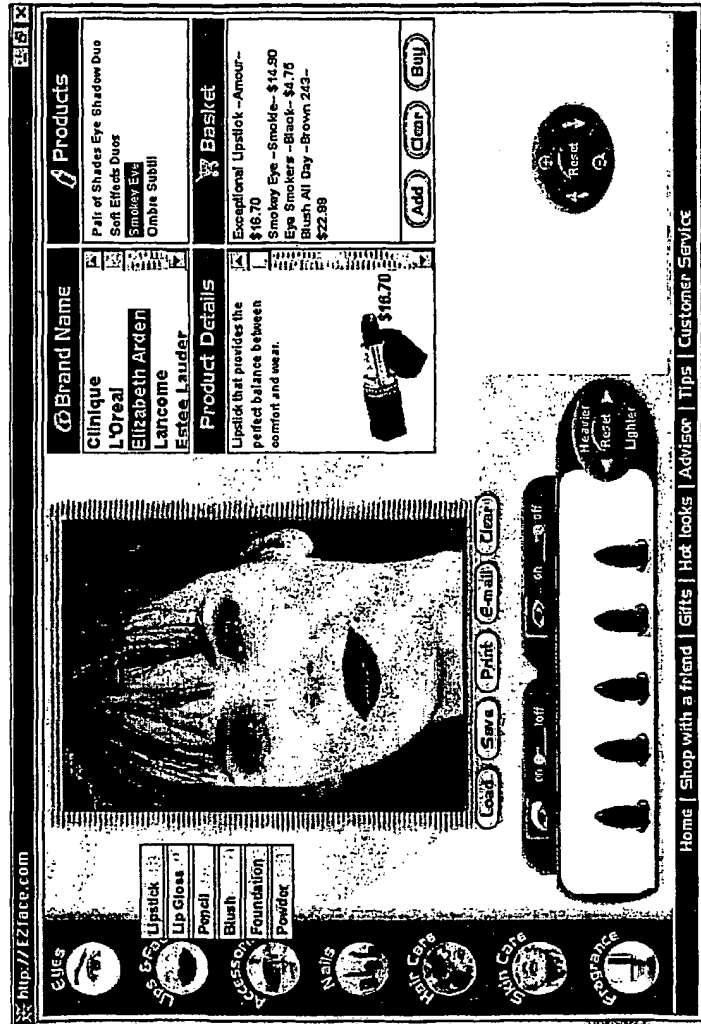 http://EZface.com
Eyes
Lips & Fa
Accessori
Nails
Hair Care
Skin Care
Fragrance
Lipstick
Lip Gloss
Pencil
Blush
Foundation
Powder
Load
Save
Print
E-mail
Clear
on
off
on
off
Heavier
Reset
Lighter
Brand Name
Clinique
L'Oreal
Elizabeth Arden
Lancome
Estee Lauder
Products
Pair of Shades Eye Shadow Duo
Soft Effects Duos
Smokey Eye
Ombre Subtil
Product Details
Lipstick that provides the
perfect balance between
comfort and wear.
$16.70
Basket
Exceptional Lipstick –Amour–
$16.70
Smokey Eye –Smokie– $14.90
Eye Smokers –Black– $4.75
Blush All Day –Brown 243–
$22.99
Add
Clear
Buy
Reset
Home | Shop with a friend | Gifts | Hot looks | Advisor | Tips | Customer Service